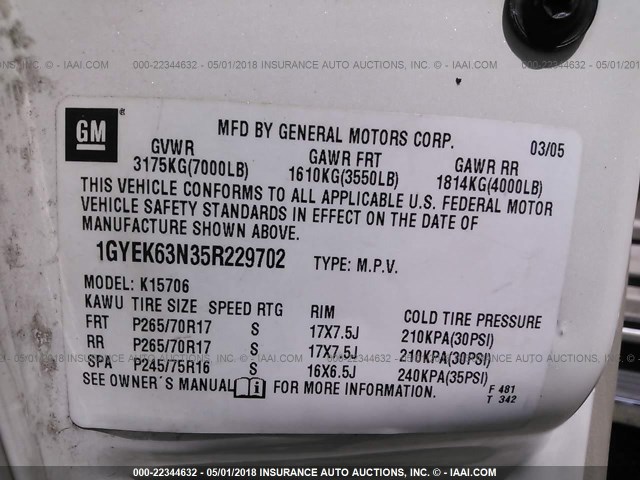 000-22344632 - 05/01/2018 INSURANCE AUTO AUCTIONS, INC. © - IAAI.COM
GM ®
MFD BY GENERAL MOTORS CORP. 03/05
GVWR GAWR FRT GAWR RR
3175KG(7000LB) 1610KG(3550LB) 1814KG(4000LB)
THIS VEHICLE CONFORMS TO ALL APPLICABLE U.S. FEDERAL MOTOR
VEHICLE SAFETY STANDARDS IN EFFECT ON THE DATE OF
MANUFACTURE SHOWN ABOVE.
1GYEK63N35R229702 TYPE: M.P.V.
MODEL: K15706
KAWU TIRE SIZE SPEED RTG RIM COLD TIRE PRESSURE
FRT P265/70R17 S 17X7.5J 210KPA(30PSI)
RR P265/70R17 S 17X7.5J 210KPA(30PSI)
SPA P245/75R16 S 16X6.5J 240KPA(35PSI)
SEE OWNER'S MANUAL i FOR MORE INFORMATION.
F 481
T 342
000-22344632 - 05/01/2018 INSURANCE AUTO AUCTIONS, INC. © - IAAI.COM